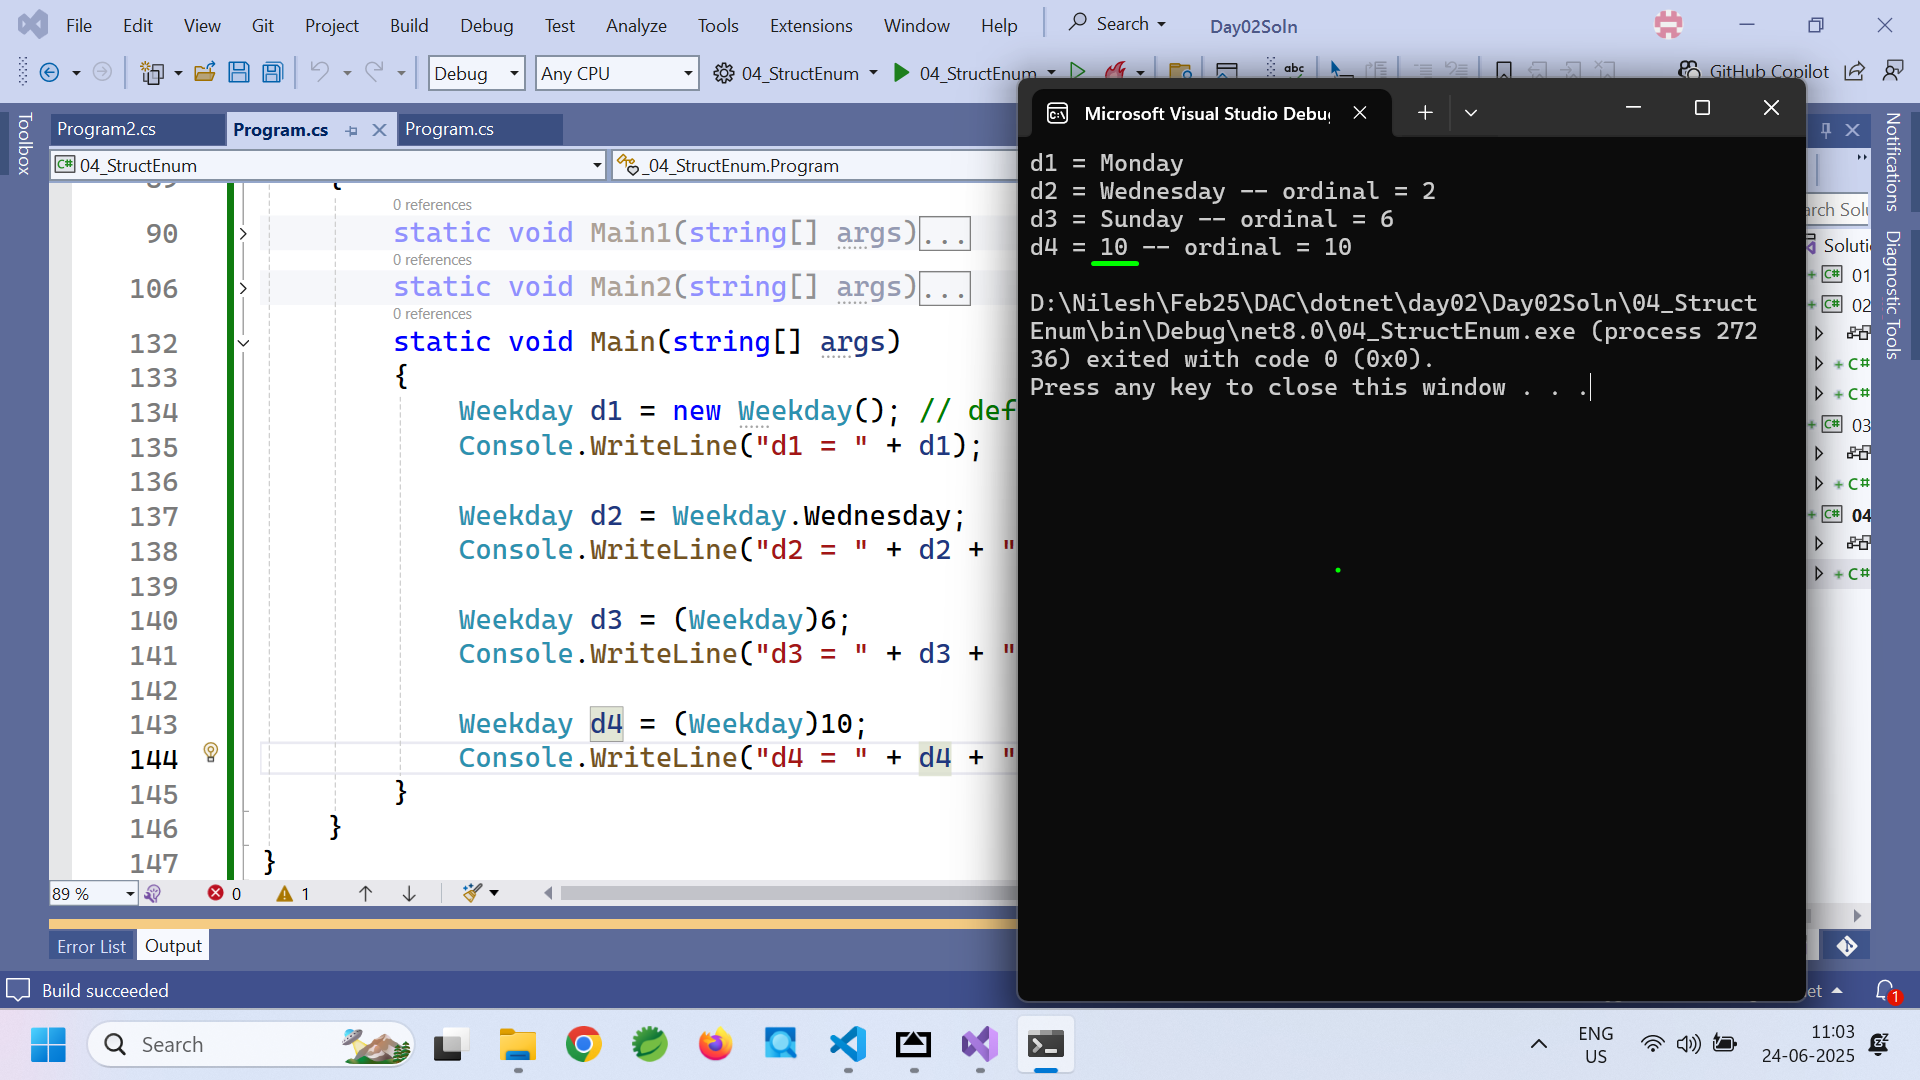 File Edit View Git Project Build Debug Test Analyze Tools Extensions Window Help Search Day02Soln
Debug Any CPU 04_StructEnum 04_StructEnum GitHub Copilot
Toolbox
Program2.cs Program.cs Program.cs
04_StructEnum _04_StructEnum.Program
{
0 references
90 static void Main1(string[] args)...
0 references
106 static void Main2(string[] args)...
0 references
132 static void Main(string[] args)
133 {
134 Weekday d1 = new Weekday(); // def
135 Console.WriteLine("d1 = " + d1);
136
137 Weekday d2 = Weekday.Wednesday;
138 Console.WriteLine("d2 = " + d2 + "
139
140 Weekday d3 = (Weekday)6;
141 Console.WriteLine("d3 = " + d3 + "
142
143 Weekday d4 = (Weekday)10;
144 Console.WriteLine("d4 = " + d4 + "
145 }
146 }
147 }
89 % 0 1
Error List Output
Build succeeded
Microsoft Visual Studio Debu
d1 = Monday
d2 = Wednesday -- ordinal = 2
d3 = Sunday -- ordinal = 6
d4 = 10 -- ordinal = 10
D:\Nilesh\Feb25\DAC\dotnet\day02\Day02Soln\04_Struct
Enum\bin\Debug\net8.0\04_StructEnum.exe (process 272
36) exited with code 0 (0x0).
Press any key to close this window . . .
Soluti
01
02
C#
C#
03
C#
04
C#
Notifications
Diagnostic Tools
1
Search
ENG
US
11:03
24-06-2025